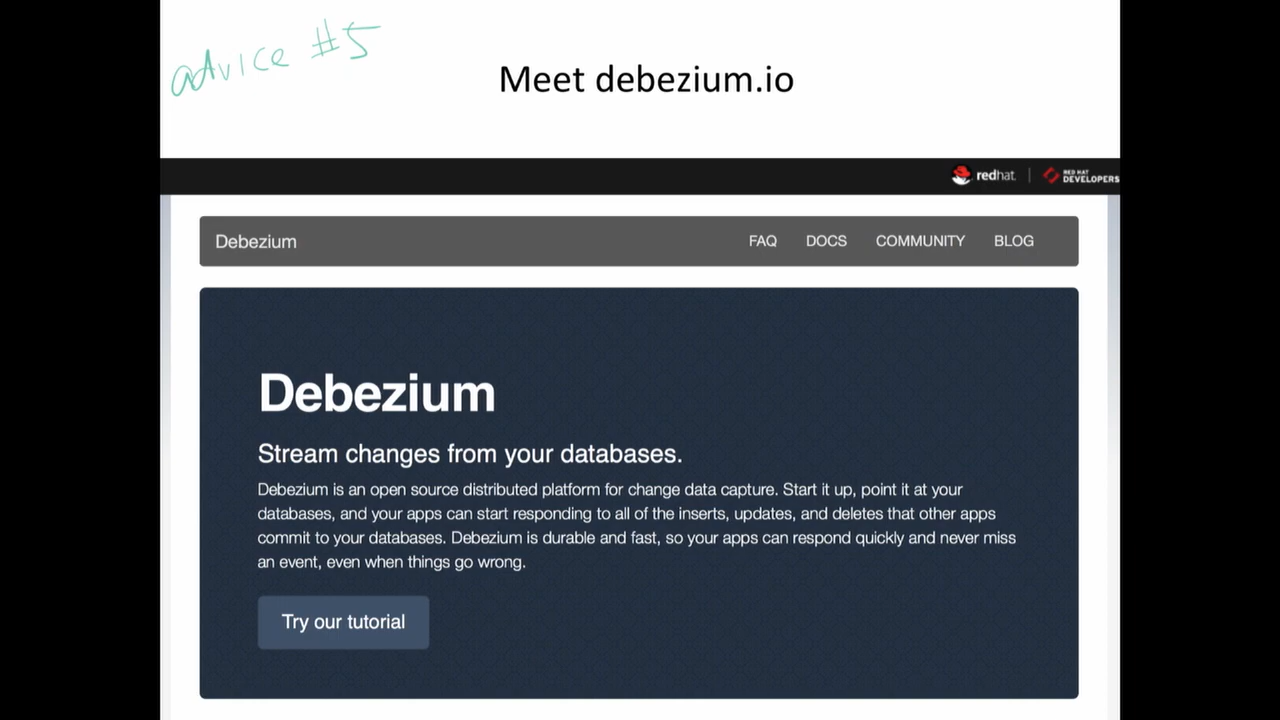 advice #5
Meet debezium.io
redhat. | RED HAT DEVELOPERS
Debezium FAQ DOCS COMMUNITY BLOG
Debezium
Stream changes from your databases.
Debezium is an open source distributed platform for change data capture. Start it up, point it at your
databases, and your apps can start responding to all of the inserts, updates, and deletes that other apps
commit to your databases. Debezium is durable and fast, so your apps can respond quickly and never miss
an event, even when things go wrong.
Try our tutorial